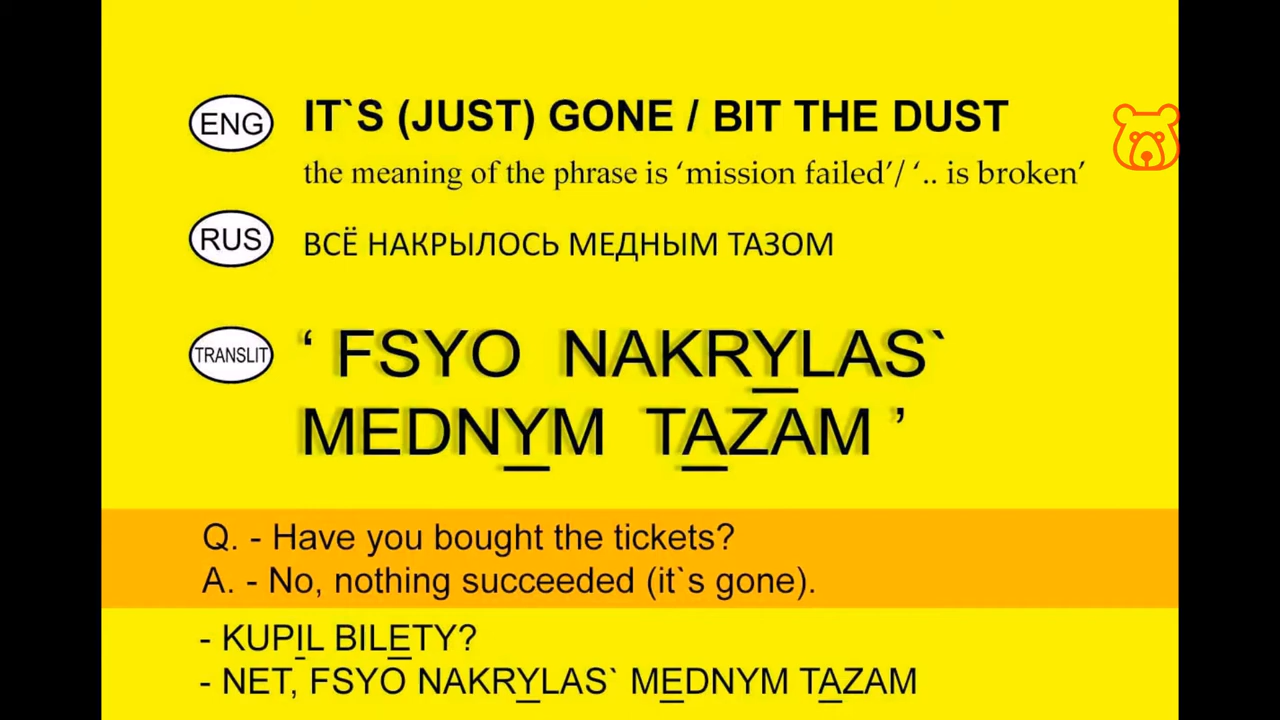 ENG
IT`S (JUST) GONE / BIT THE DUST
the meaning of the phrase is ‘mission failed’/ ‘.. is broken’
RUS
ВСЁ НАКРЫЛОСЬ МЕДНЫМ ТАЗОМ
TRANSLIT
‘ FSYO NAKRYLAS`
MEDNYM TAZAM ’
Q. - Have you bought the tickets?
A. - No, nothing succeeded (it`s gone).
- KUPIL BILETY?
- NET, FSYO NAKRYLAS` MEDNYM TAZAM